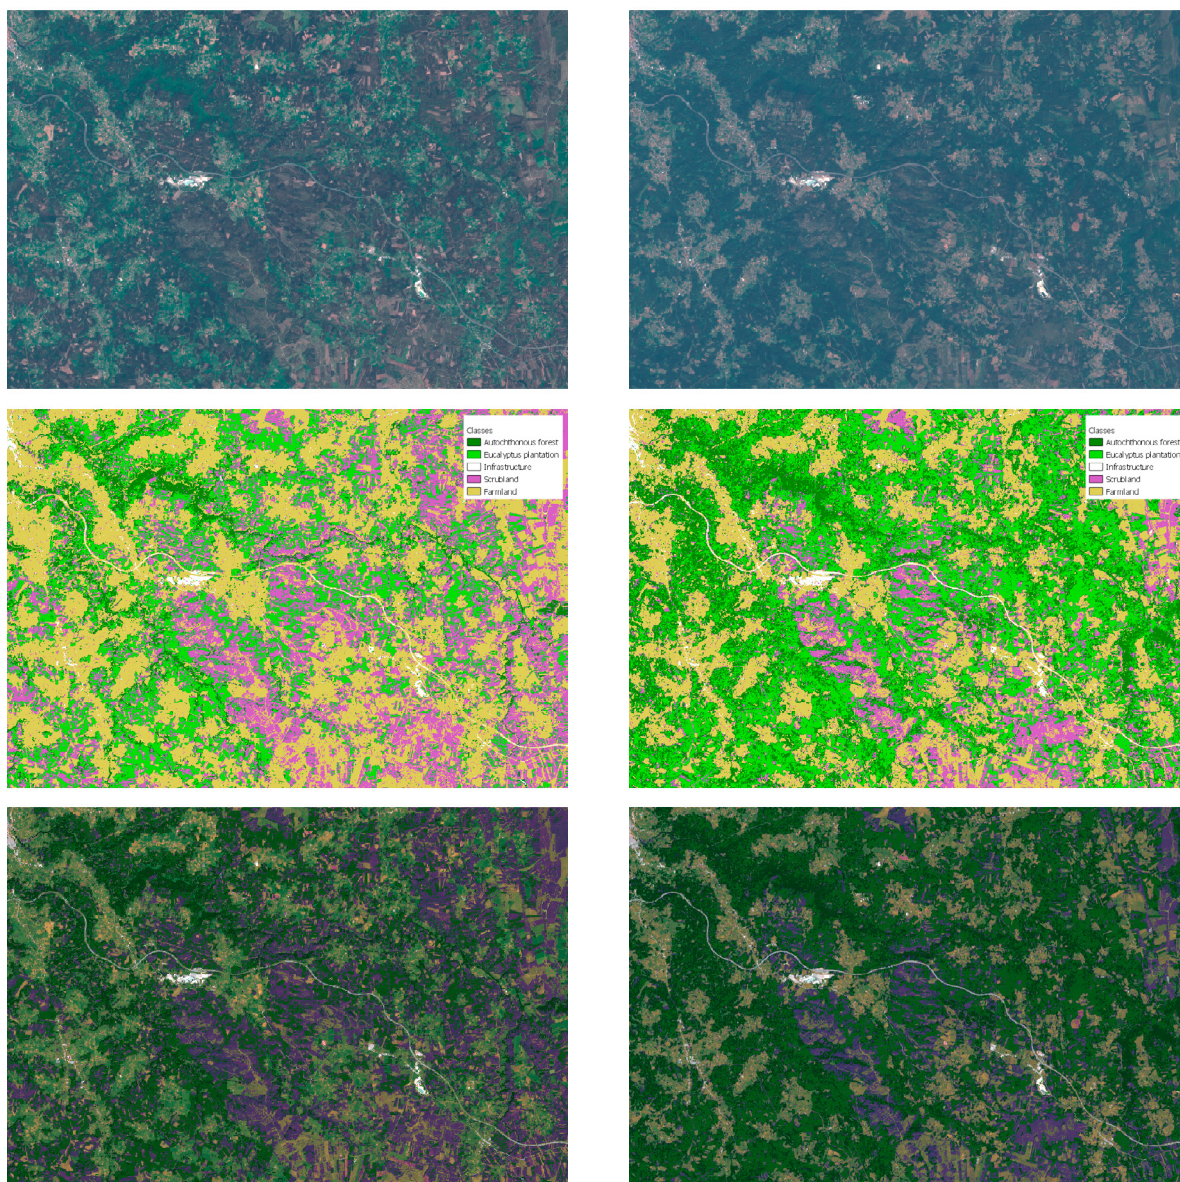 Classes
Autochthonous forest
Eucalyptus plantation
Infrastructure
Scrubland
Farmland
Classes
Autochthonous forest
Eucalyptus plantation
Infrastructure
Scrubland
Farmland